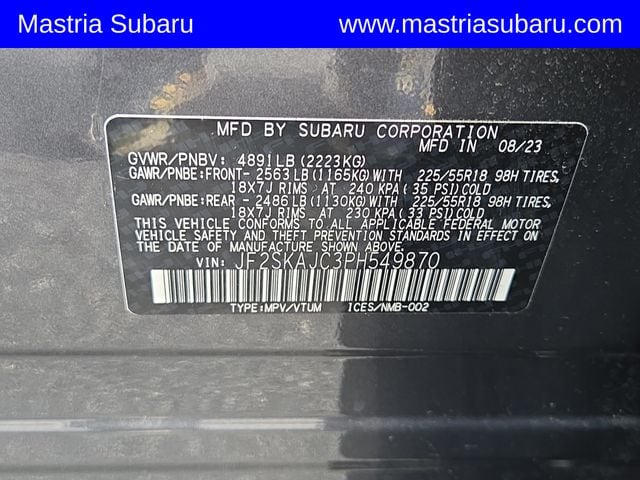 Mastria Subaru www.mastriasubaru.com
MFD BY SUBARU CORPORATION
MFD IN 08/23
GVWR/PNBV: 4891LB(2223KG)
GAWR/PNBE:FRONT- 2563LB(1165KG)WITH 225/55R18 98H TIRES,
18X7J RIMS AT 240 KPA(35 PSI)COLD
GAWR/PNBE:REAR - 2486LB(1130KG)WITH 225/55R18 98H TIRES,
18X7J RIMS AT 230 KPA(33 PSI)COLD
THIS VEHICLE CONFORMS TO ALL APPLICABLE FEDERAL MOTOR
VEHICLE SAFETY AND THEFT PREVENTION STANDARDS IN EFFECT
ON THE DATE OF MANUFACTURE SHOWN ABOVE.
VIN: JF2SKAJC3PH549870
TYPE:MPV/VTUM ICES/NMB-002